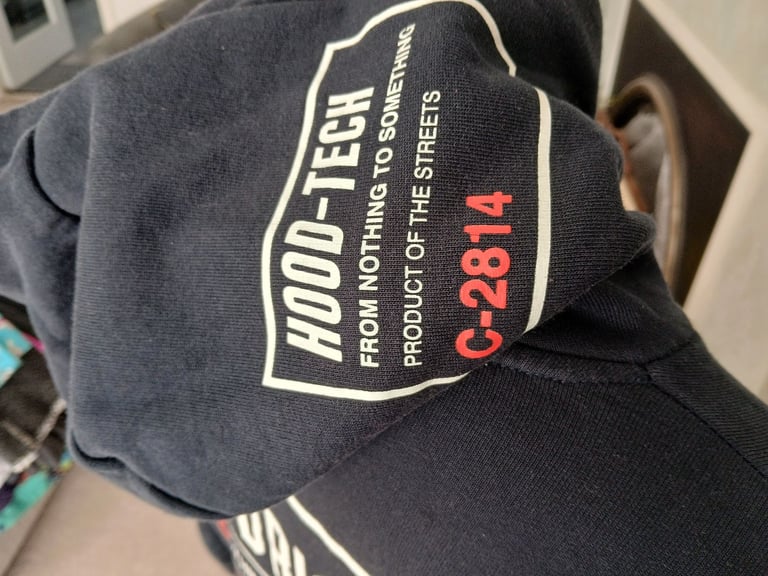 HOOD-TECH
FROM NOTHING TO SOMETHING
PRODUCT OF THE STREETS
C-2814